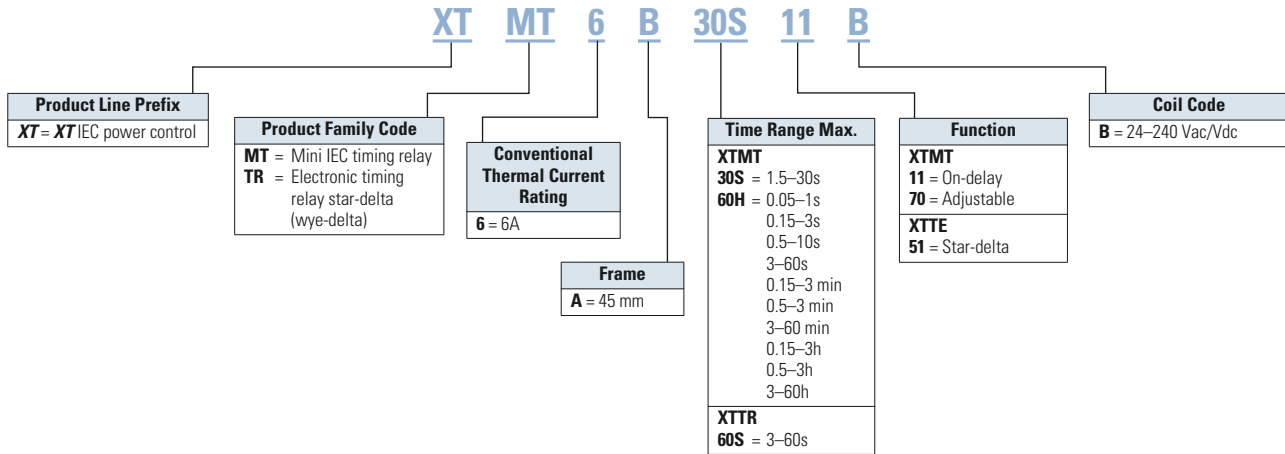 XT MT 6 B 30S 11 B
Product Line Prefix
XT = XT IEC power control
Product Family Code
MT = Mini IEC timing relay
TR = Electronic timing
relay star-delta
(wye-delta)
Conventional
Thermal Current
Rating
6 = 6A
Frame
A = 45 mm
Time Range Max.
XTMT
30S = 1.5–30s
60H = 0.05–1s
0.15–3s
0.5–10s
3–60s
0.15–3 min
0.5–3 min
3–60 min
0.15–3h
0.5–3h
3–60h
XTTR
60S = 3–60s
Function
XTMT
11 = On-delay
70 = Adjustable
XTTE
51 = Star-delta
Coil Code
B = 24–240 Vac/Vdc